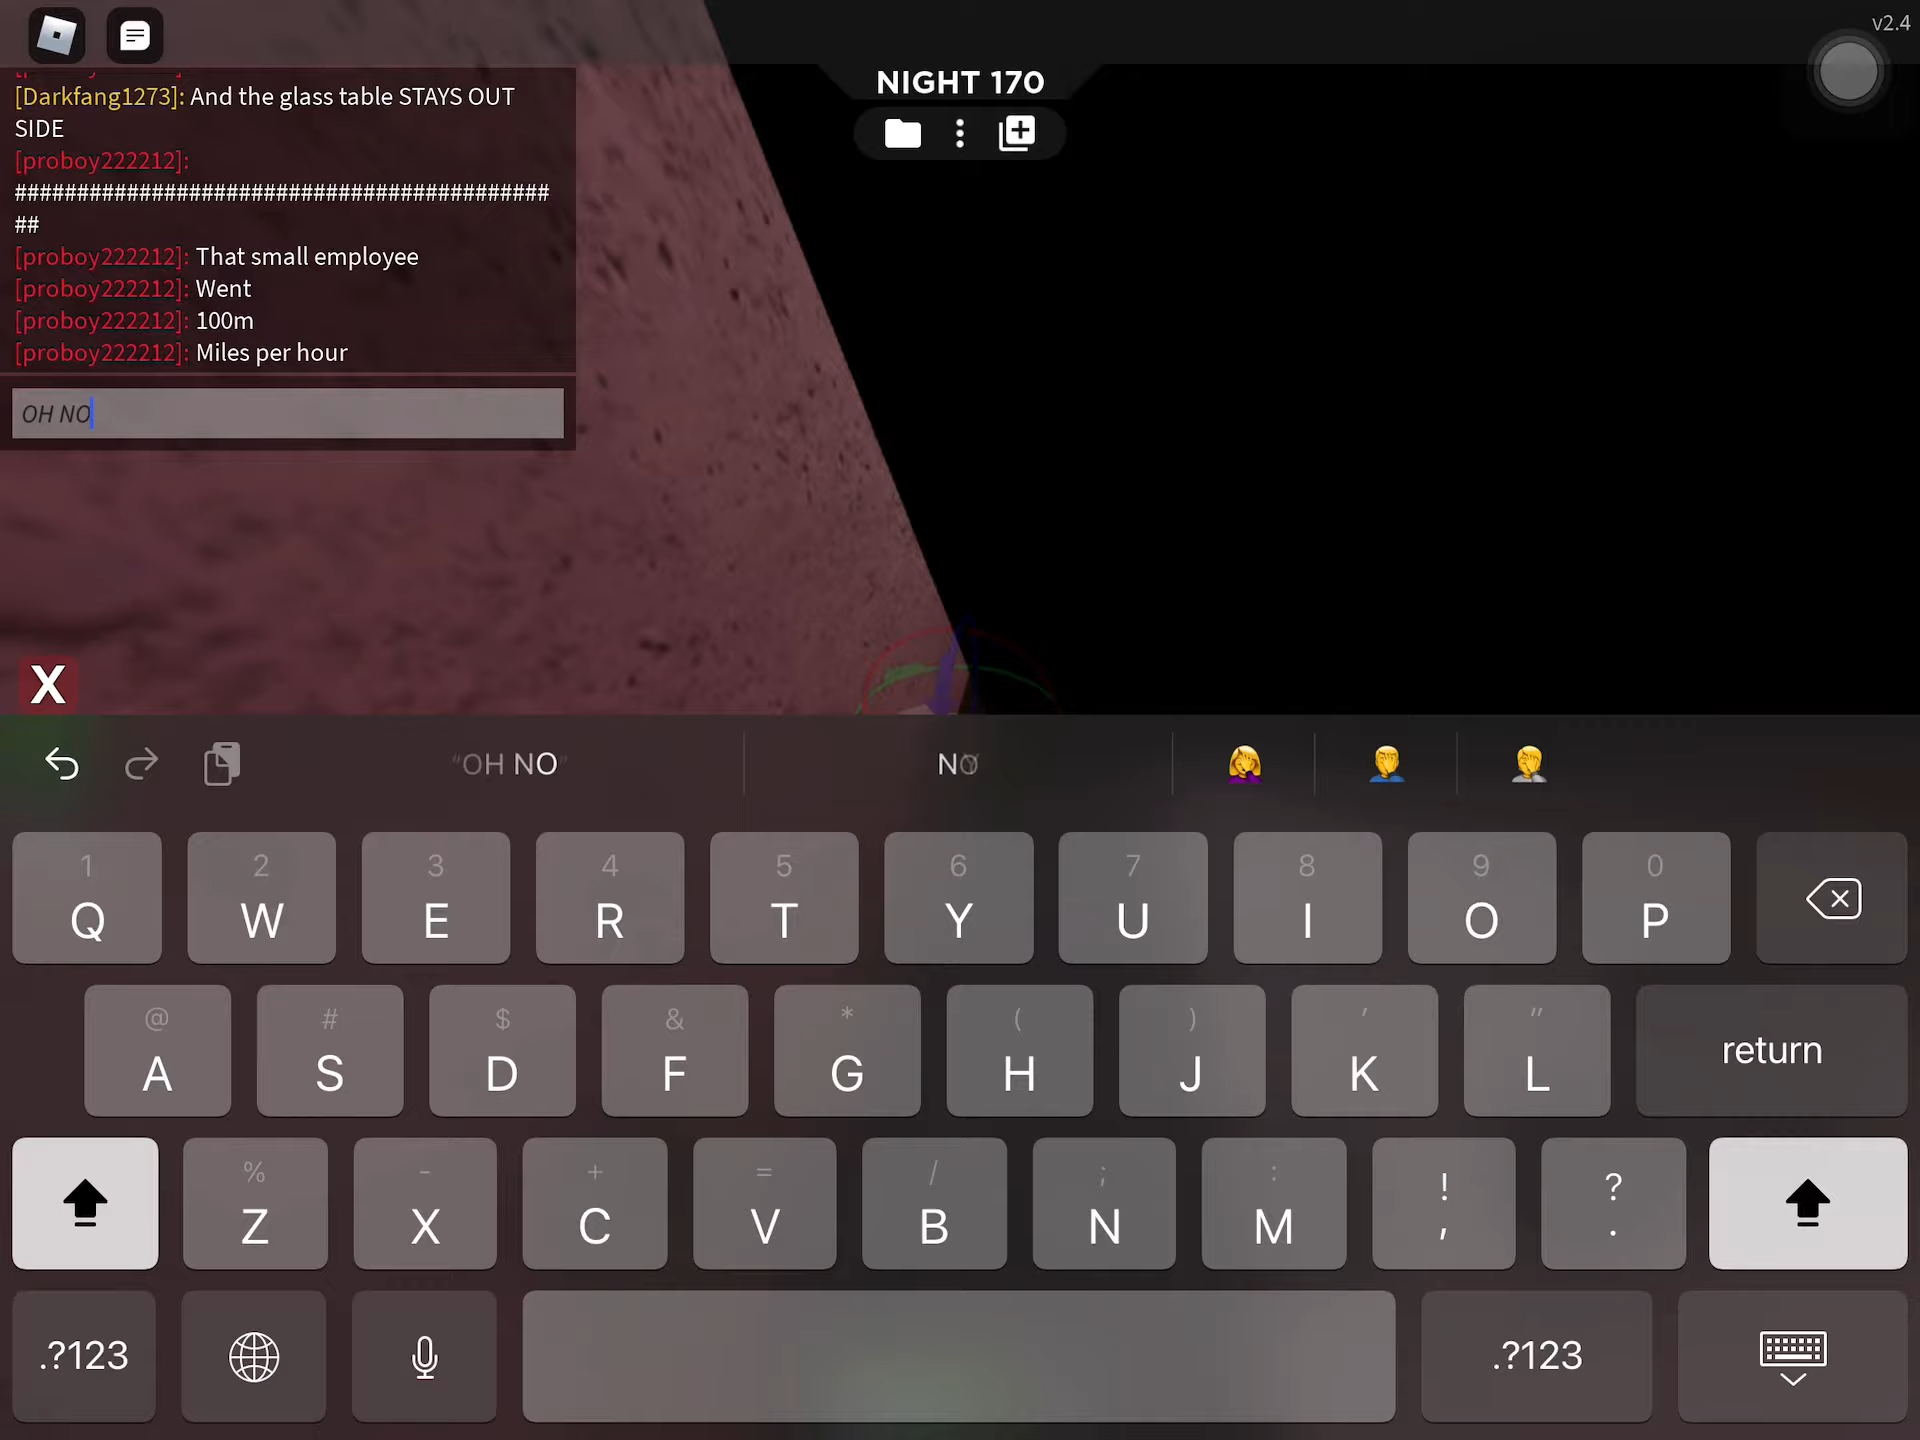 v2.4
NIGHT 170
[Darkfang1273]: And the glass table STAYS OUT
SIDE
[proboy222212]:
###########################################
##
[proboy222212]: That small employee
[proboy222212]: Went
[proboy222212]: 100m
[proboy222212]: Miles per hour
OH NO
X
"OH NO" NO
1 2 3 4 5 6 7 8 9 0
Q W E R T Y U I O P
@ # $ & * ( ) ' "
A S D F G H J K L return
% - + = / ; : ! ?
Z X C V B N M , .
.?123 .?123